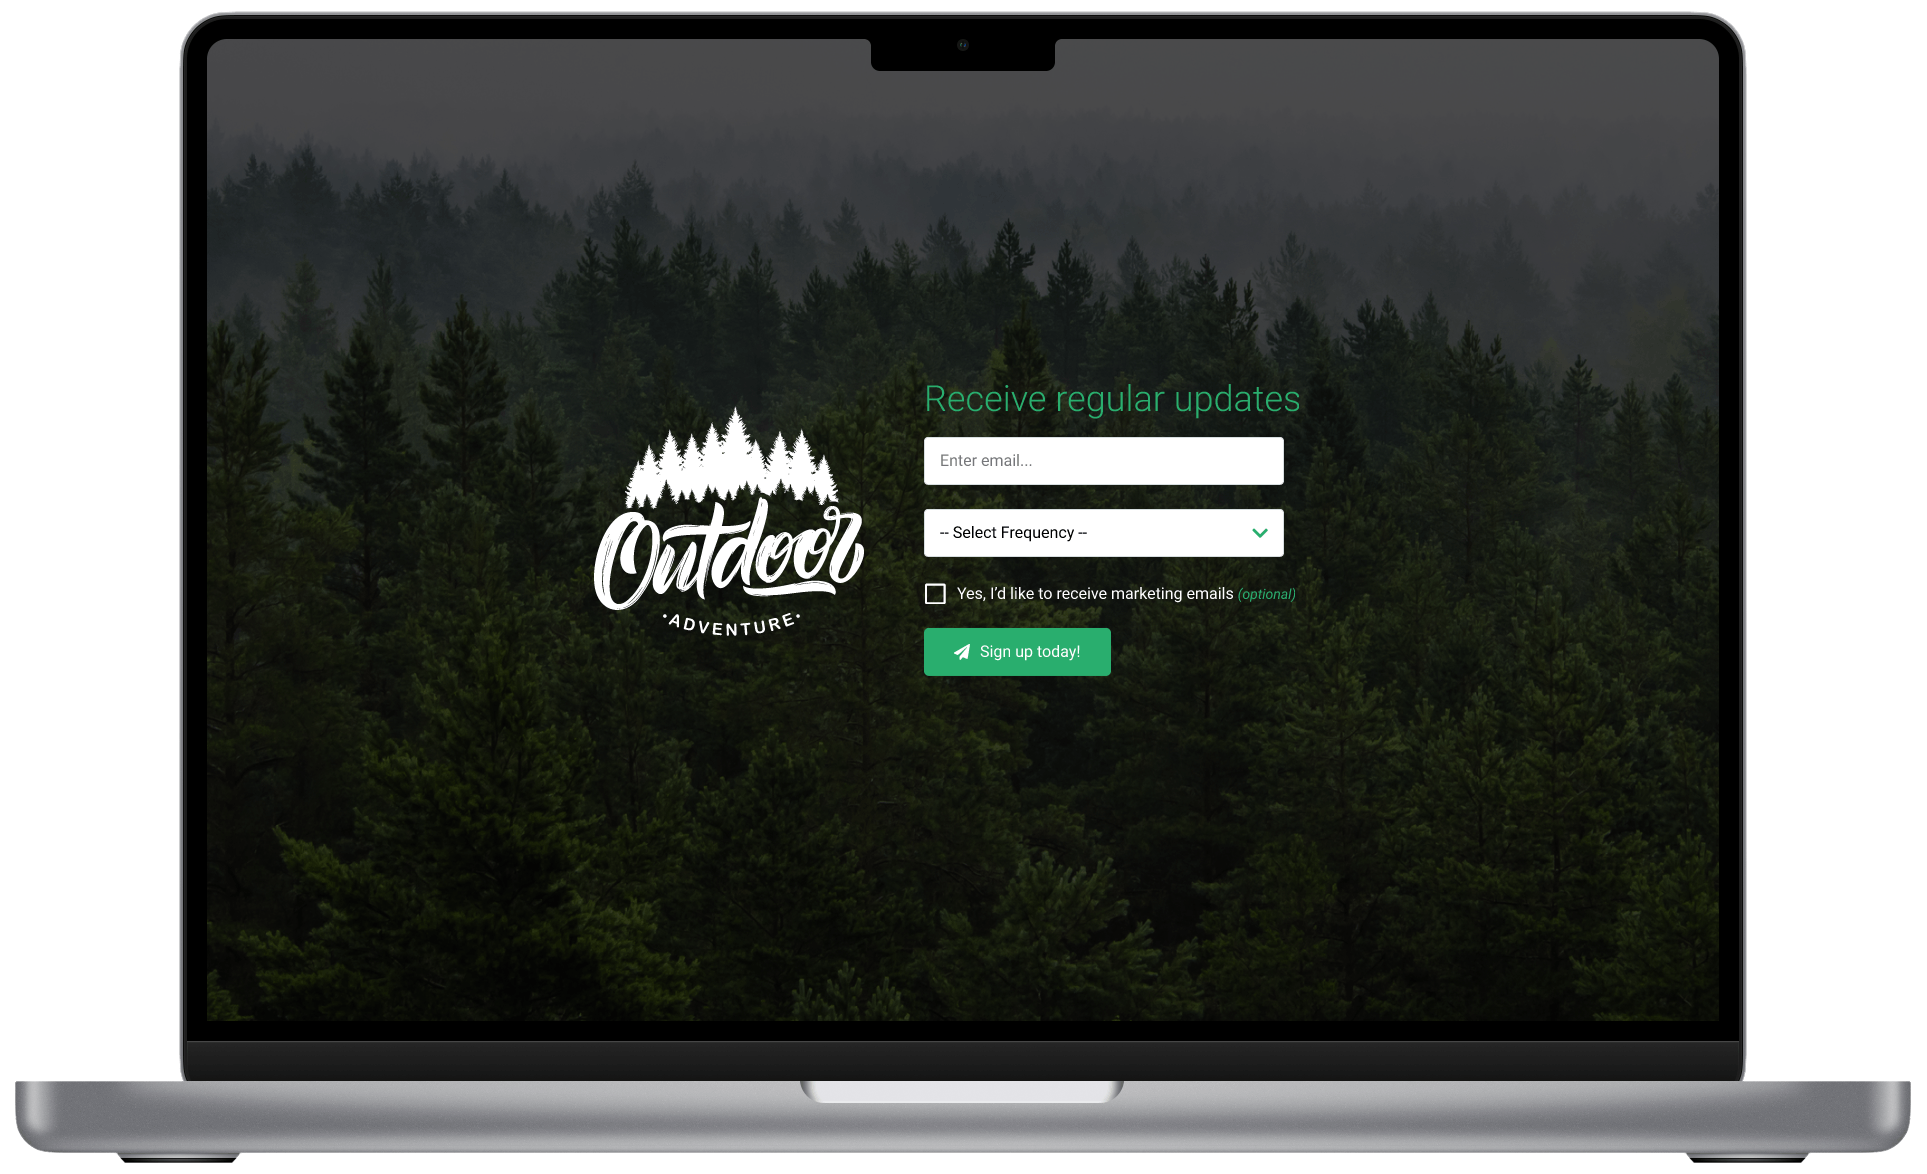 Receive regular updates
Enter email...
-- Select Frequency --
Yes, I'd like to receive marketing emails (optional)
Sign up today!
Outdoor
•ADVENTURE•